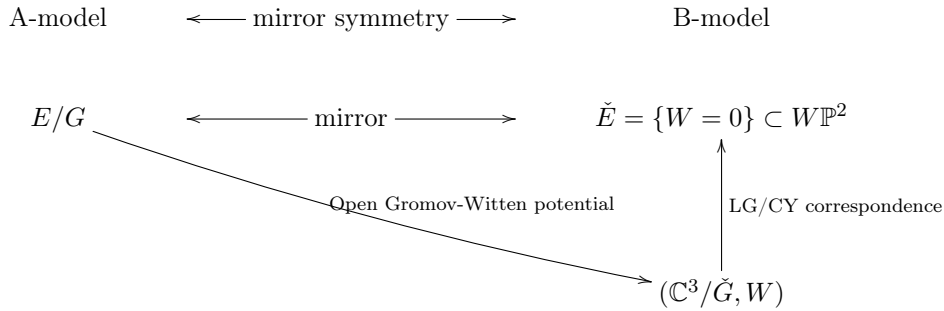 A-model mirror symmetry B-model
E/G mirror Ě = {W = 0} ⊂ Wℙ²
Open Gromov-Witten potential LG/CY correspondence
(ℂ³/Ǧ, W)